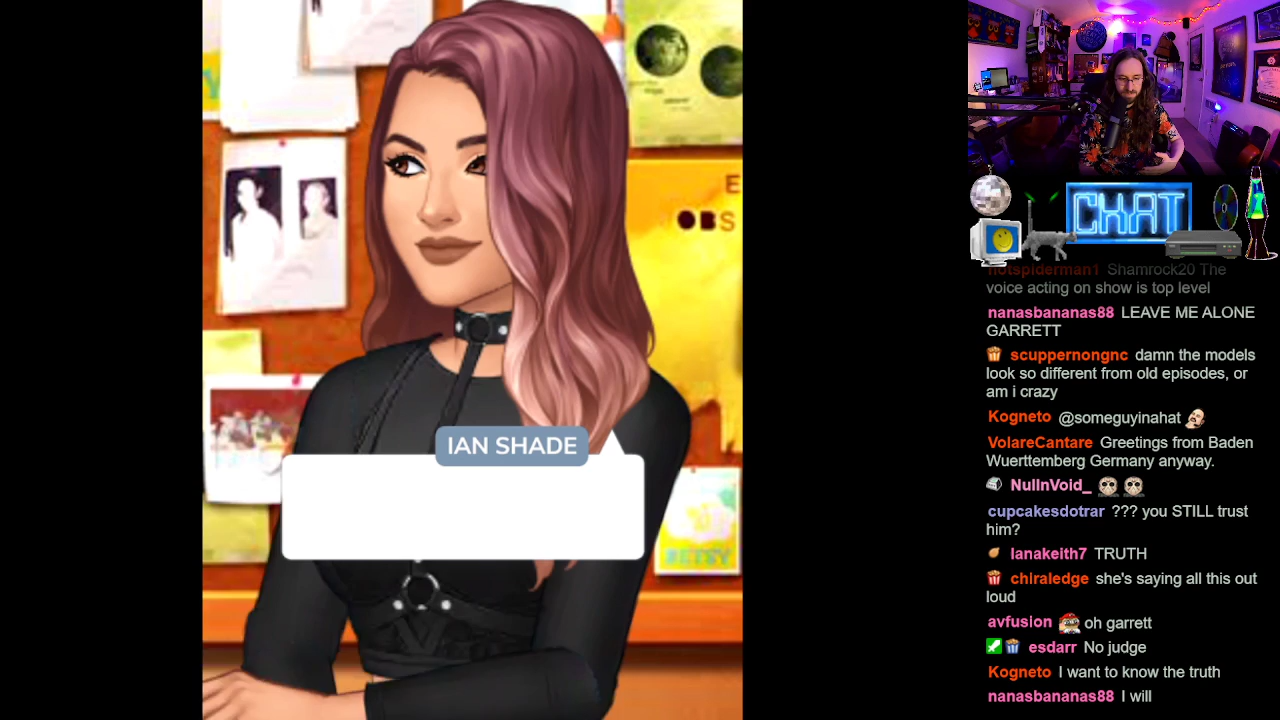 E
OBS
IAN SHADE
BETSY
CHAT
hotspiderman1 Shamrock20 The
voice acting on show is top level
nanasbananas88 LEAVE ME ALONE
GARRETT
scuppernongnc damn the models
look so different from old episodes, or
am i crazy
Kogneto @someguyinahat
VolareCantare Greetings from Baden
Wuerttemberg Germany anyway.
NullnVoid_
cupcakesdotrar ??? you STILL trust
him?
lanakeith7 TRUTH
chiraledge she's saying all this out
loud
avfusion oh garrett
esdarr No judge
Kogneto I want to know the truth
nanasbananas88 I will